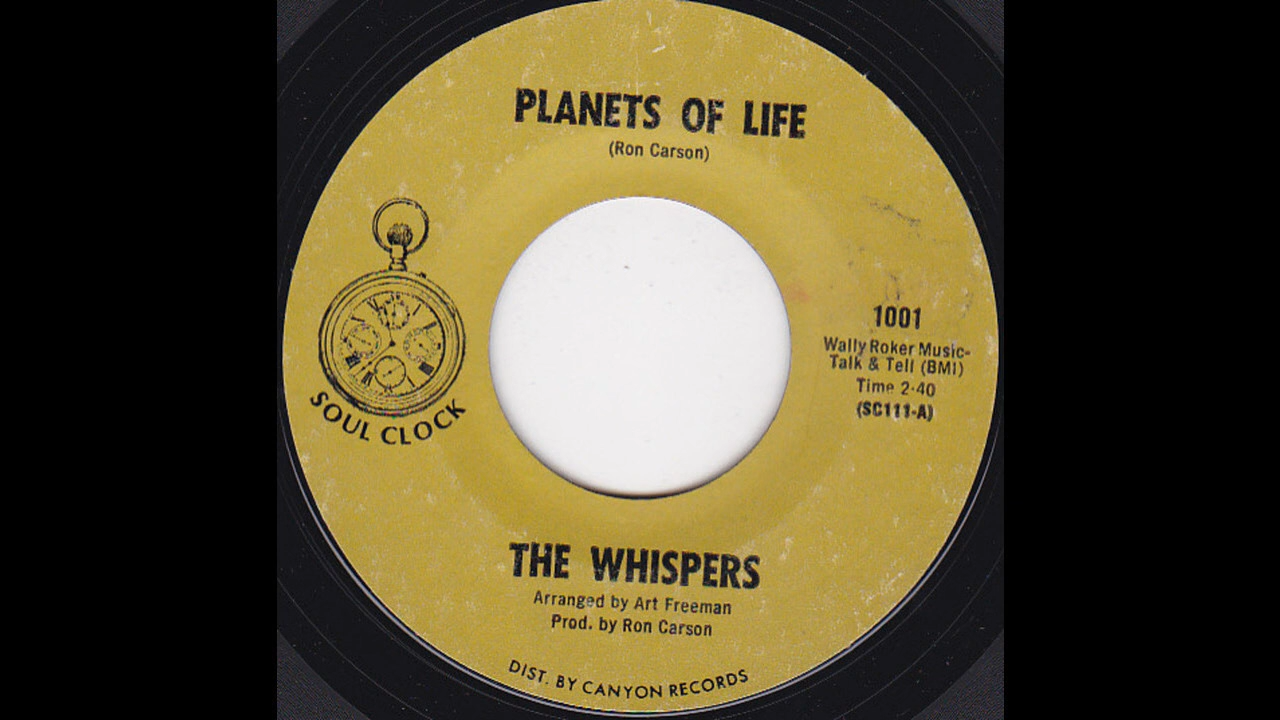 PLANETS OF LIFE
(Ron Carson)
SOUL CLOCK
1001
Wally Roker Music-
Talk & Tell (BMI)
Time 2:40
(SC111-A)
THE WHISPERS
Arranged by Art Freeman
Prod. by Ron Carson
DIST. BY CANYON RECORDS